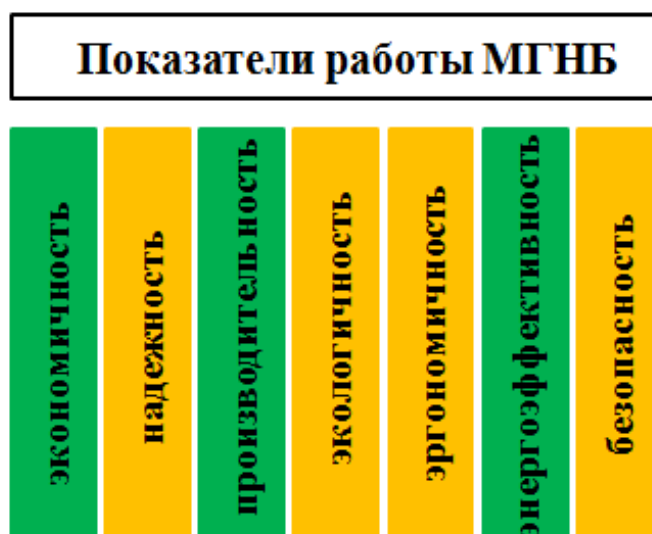 Показатели работы МГНБ
экономичность
надежность
производительность
экологичность
эргономичность
энергоэффективность
безопасность